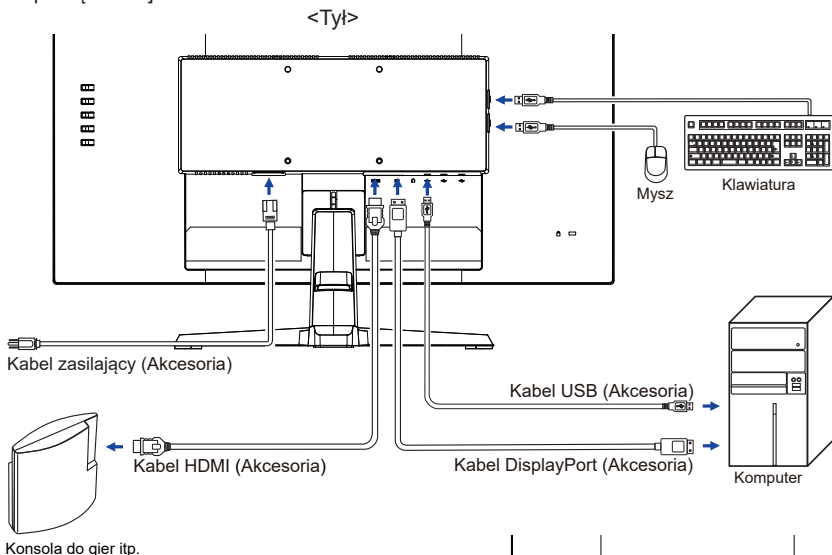 <Tył>
Mysz
Klawiatura
Kabel zasilający (Akcesoria)
Kabel USB (Akcesoria)
Kabel HDMI (Akcesoria)
Kabel DisplayPort (Akcesoria)
Komputer
Konsola do gier itp.